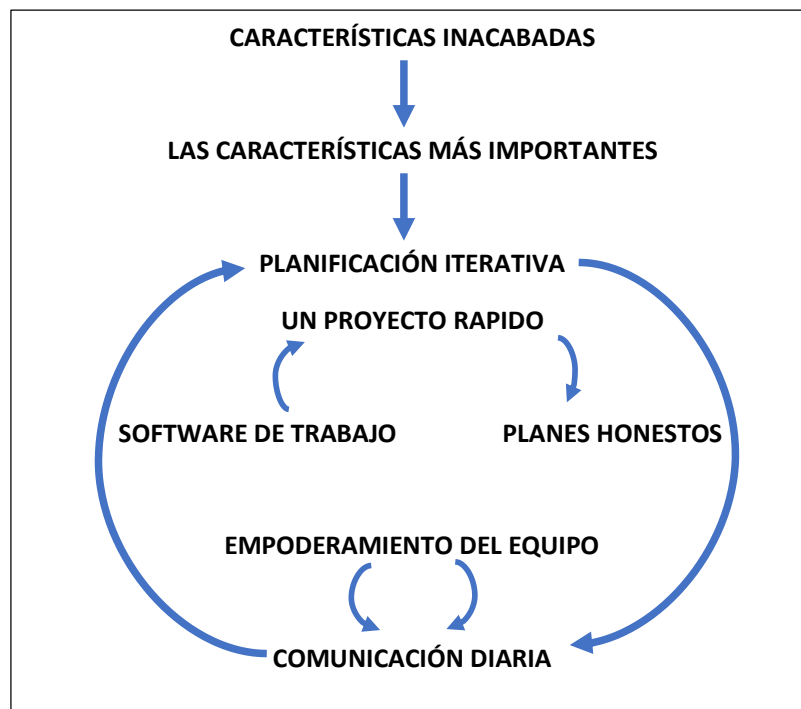 CARACTERÍSTICAS INACABADAS
LAS CARACTERÍSTICAS MÁS IMPORTANTES
PLANIFICACIÓN ITERATIVA
UN PROYECTO RAPIDO
SOFTWARE DE TRABAJO
PLANES HONESTOS
EMPODERAMIENTO DEL EQUIPO
COMUNICACIÓN DIARIA